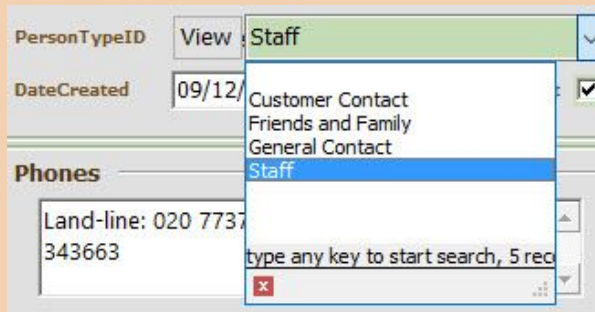 PersonTypeID View Staff
DateCreated 09/12/
Customer Contact
Friends and Family
General Contact
Staff
Phones
Land-line: 020 7737
343663
type any key to start search, 5 rec